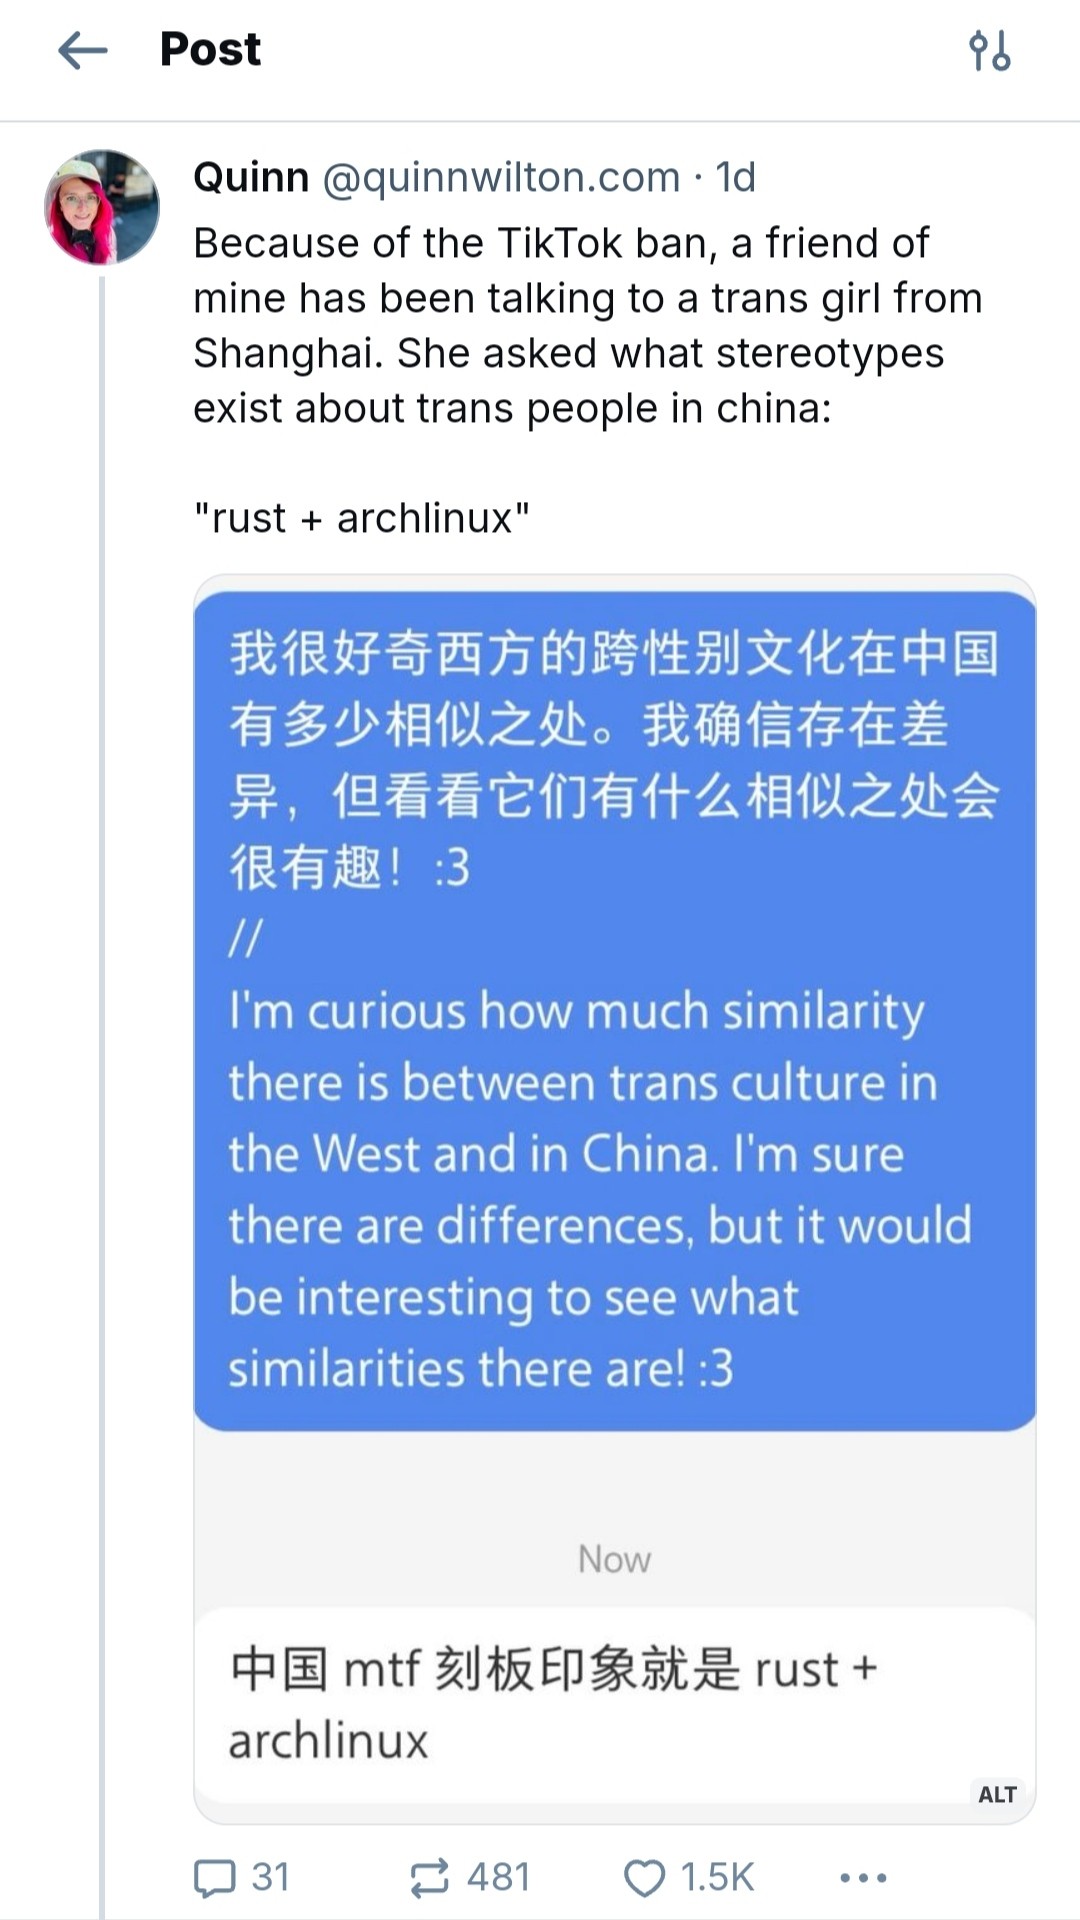 Post
Quinn @quinnwilton.com · 1d
Because of the TikTok ban, a friend of
mine has been talking to a trans girl from
Shanghai. She asked what stereotypes
exist about trans people in china:
"rust + archlinux"
我很好奇西方的跨性别文化在中国
有多少相似之处。我确信存在差
异，但看看它们有什么相似之处会
很有趣！:3
//
I'm curious how much similarity
there is between trans culture in
the West and in China. I'm sure
there are differences, but it would
be interesting to see what
similarities there are! :3
Now
中国 mtf 刻板印象就是 rust +
archlinux
ALT
31 481 1.5K